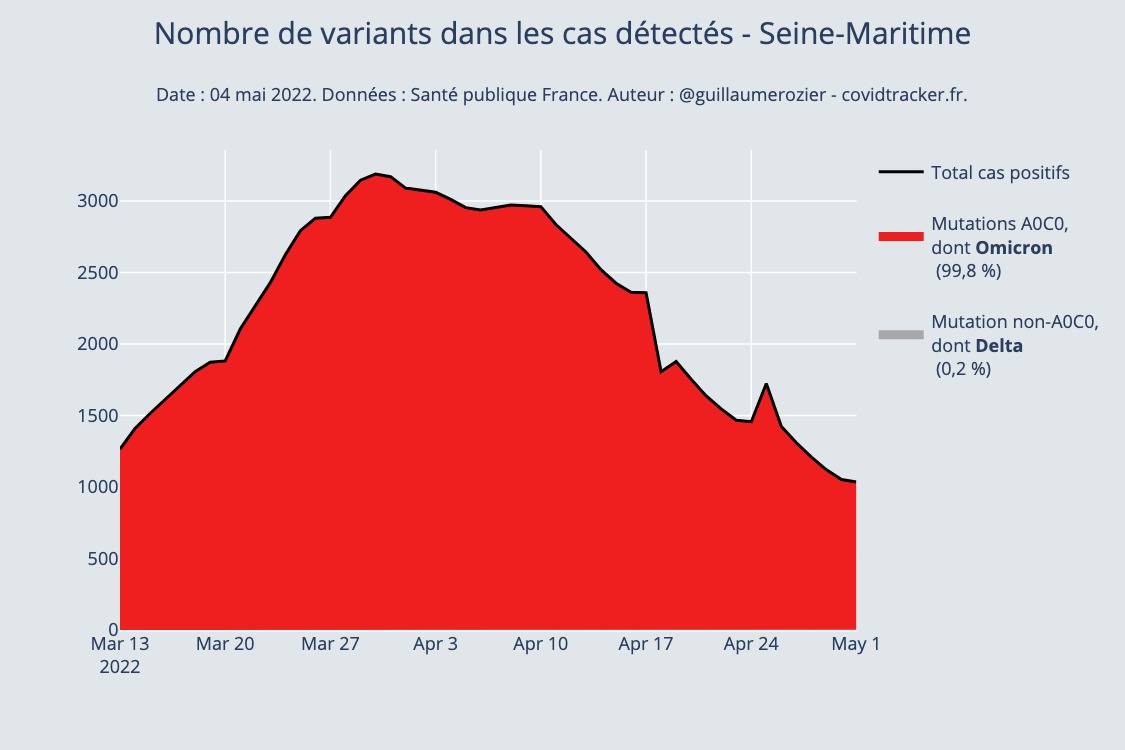 Nombre de variants dans les cas détectés - Seine-Maritime
Date : 04 mai 2022. Données : Santé publique France. Auteur : @guillaumerozier - covidtracker.fr.
Total cas positifs
Mutations A0C0,
dont Omicron
(99,8 %)
Mutation non-A0C0,
dont Delta
(0,2 %)
3000
2500
2000
1500
1000
500
0
Mar 13
2022
Mar 20
Mar 27
Apr 3
Apr 10
Apr 17
Apr 24
May 1